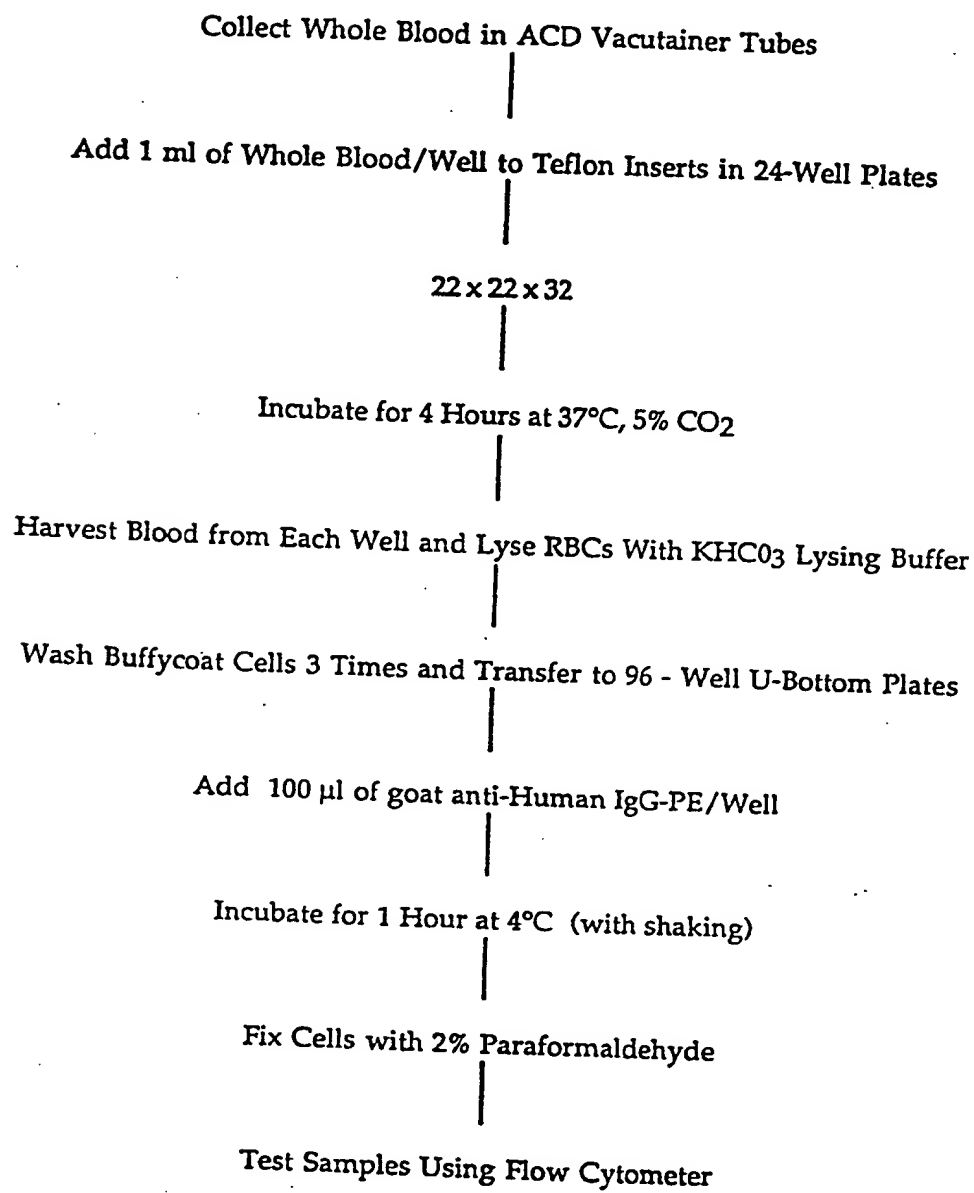 Collect Whole Blood in ACD Vacutainer Tubes
Add 1 ml of Whole Blood/Well to Teflon Inserts in 24-Well Plates
22 x 22 x 32
Incubate for 4 Hours at 37°C, 5% CO2
Harvest Blood from Each Well and Lyse RBCs With KHC03 Lysing Buffer
Wash Buffycoat Cells 3 Times and Transfer to 96 - Well U-Bottom Plates
Add 100 µl of goat anti-Human IgG-PE/Well
Incubate for 1 Hour at 4°C (with shaking)
Fix Cells with 2% Paraformaldehyde
Test Samples Using Flow Cytometer